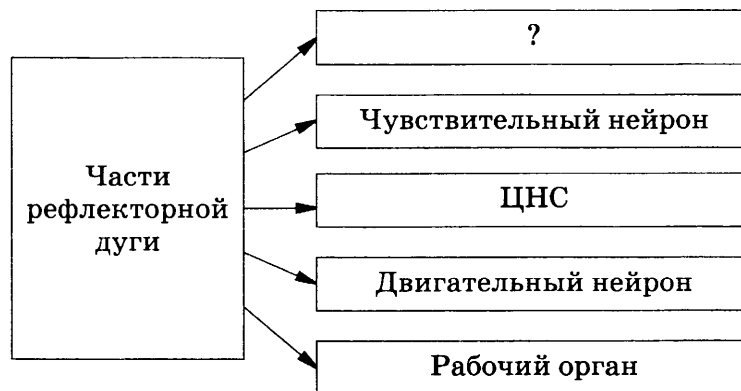 ?
Чувствительный нейрон
Части
рефлекторной
дуги
ЦНС
Двигательный нейрон
Рабочий орган